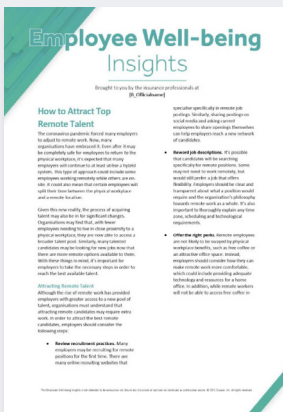 Employee Well-being
Insights
Brought to you by the insurance professionals at
[B_Officialname]
How to Attract Top
Remote Talent
The coronavirus pandemic forced many employers
to adjust to remote work. Now, many
organisations have embraced it. Even after it may
be completely safe for employees to return to the
physical workplace, it's expected that many
employers will continue to at least utilise a hybrid
system. This type of approach could include some
employees working remotely while others are on-
site. It could also mean that certain employees will
split their time between the physical workplace
and a remote location.
Given this new reality, the process of attracting
talent may also be in for significant changes.
Organisations may find that, with fewer
employees needing to live in close proximity to a
physical workplace, they are now able to access a
broader talent pool. Similarly, many talented
candidates may be looking for new jobs now that
there are more remote options available to them.
With these things in mind, it's important for
employers to take the necessary steps in order to
reach the best available talent.
Attracting Remote Talent
Although the rise of remote work has provided
employers with greater access to a new pool of
talent, organisations must understand that
attracting remote candidates may require extra
work. In order to attract the best remote
candidates, employers should consider the
following steps:
• Review recruitment practices. Many
employers may be recruiting for remote
positions for the first time. There are
many online recruiting websites that
specialise specifically in remote job
postings. Similarly, sharing postings on
social media and asking current
employees to share openings themselves
can help employers reach a new network
of candidates.
• Reword job descriptions. It's possible
that candidates will be searching
specifically for remote positions. Some
may not need to work remotely, but
would still prefer a job that offers
flexibility. Employers should be clear and
transparent about what a position would
require and the organisation's philosophy
towards remote work as a whole. It's also
important to thoroughly explain any time
zone, scheduling and technological
requirements.
• Offer the right perks. Remote employees
are not likely to be swayed by physical
workplace benefits, such as free coffee or
an attractive office space. Instead,
employers should consider how they can
make remote work more comfortable,
which could include providing adequate
technology and resources for a home
office. In addition, while remote workers
will not be able to access free coffee in